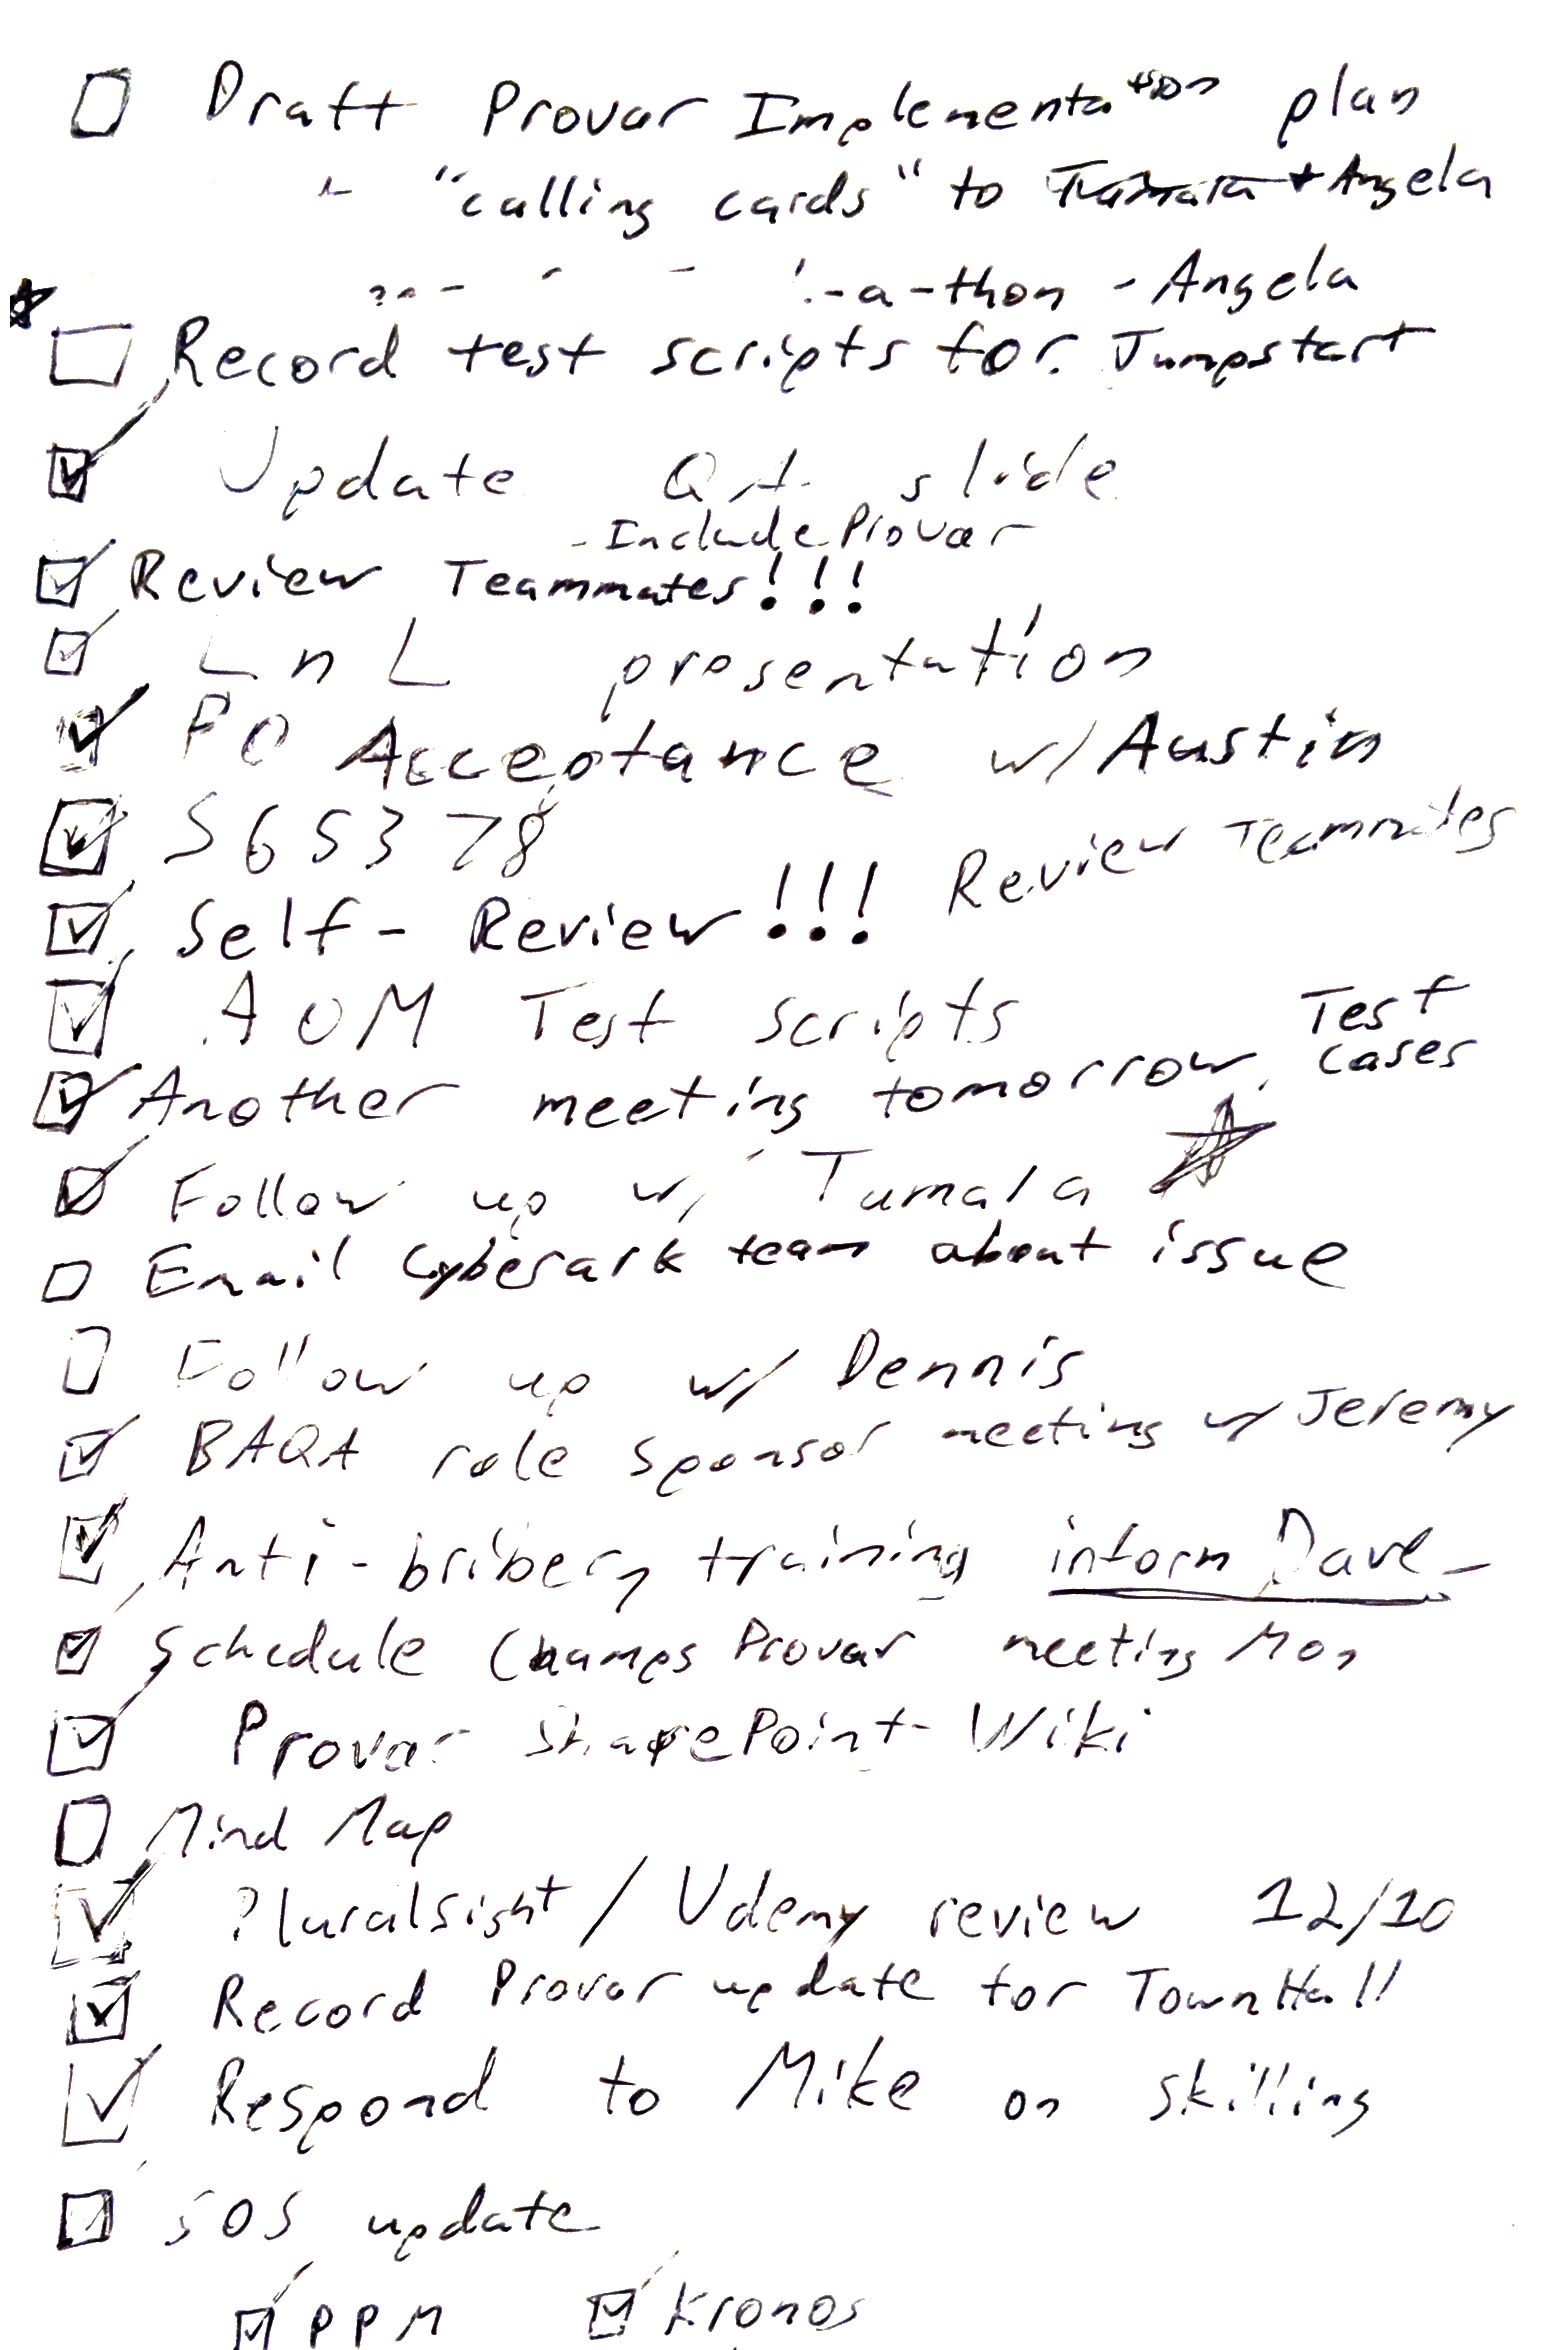 Draft Provar Implementation plan
- "calling cards" to Tamara + Angela
-a-thon - Angela
Record test scripts for Jumpstart
Update QA slide
- Include Provar
Review Teammates!!!
LnL presentation
PO Acceptance w/ Austin
S65378
Self-Review!!! Review Teammates
AOM Test scripts
Another meeting tomorrow. Test cases
Follow up w/ Tamara
Email Cyberark team about issue
Follow up w/ Dennis
BAQA role sponsor meeting w/ Jeremy
Anti-bribery training inform Dave
Schedule Champs Provar meeting Mon
Provar SharePoint Wiki
Mind Map
Pluralsight / Udemy review 12/10
Record Provar update for TownHall
Respond to Mike on skilling
SOS update
PPM Kronos